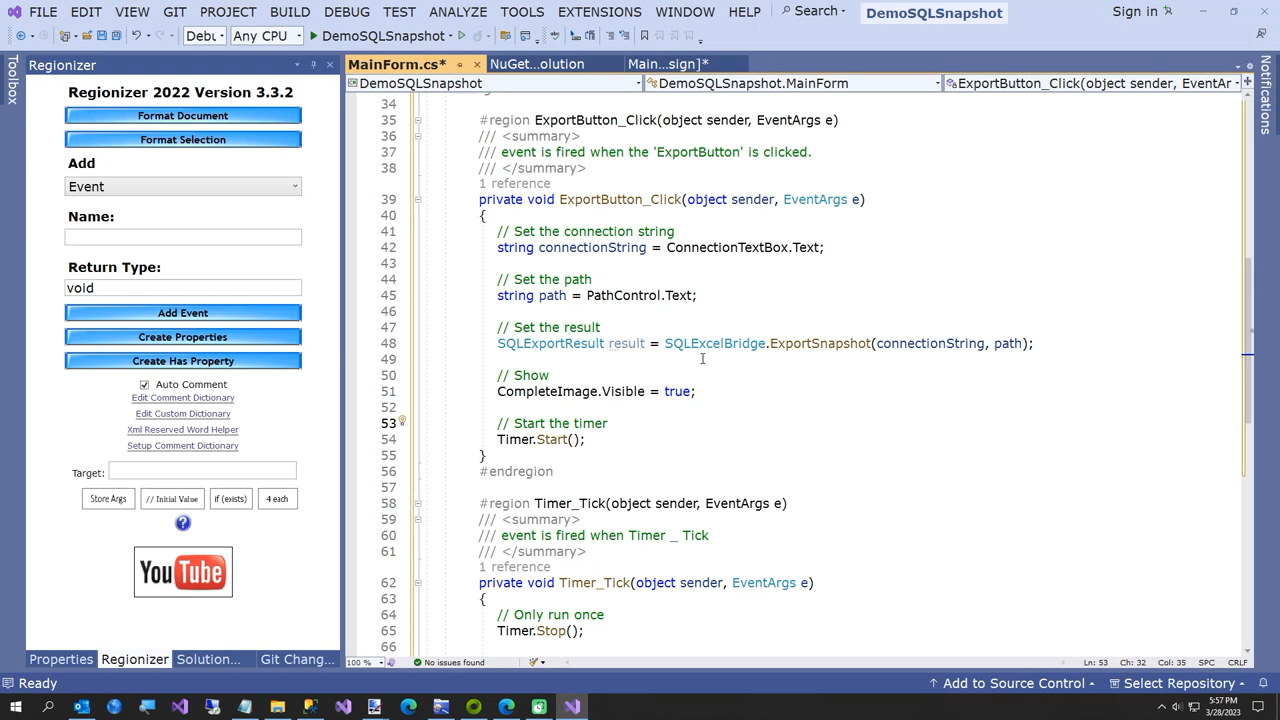 FILE EDIT VIEW GIT PROJECT BUILD DEBUG TEST ANALYZE TOOLS EXTENSIONS WINDOW HELP Search DemoSQLSnapshot Sign in
Debu Any CPU DemoSQLSnapshot
Toolbox
Regionizer
MainForm.cs* NuGet...olution Main...sign]*
DemoSQLSnapshot DemoSQLSnapshot.MainForm ExportButton_Click(object sender, EventAr
Notifications
Regionizer 2022 Version 3.3.2
Format Document
Format Selection
Add
Event
Name:
Return Type:
void
Add Event
Create Properties
Create Has Property
Auto Comment
Edit Comment Dictionary
Edit Custom Dictionary
Xml Reserved Word Helper
Setup Comment Dictionary
Target:
Store Args // Initial Value if (exists) 4 each
?
You Tube
Properties Regionizer Solution... Git Chang...
34
35 #region ExportButton_Click(object sender, EventArgs e)
36 /// <summary>
37 /// event is fired when the 'ExportButton' is clicked.
38 /// </summary>
1 reference
39 private void ExportButton_Click(object sender, EventArgs e)
40 {
41 // Set the connection string
42 string connectionString = ConnectionTextBox.Text;
43
44 // Set the path
45 string path = PathControl.Text;
46
47 // Set the result
48 SQLExportResult result = SQLExcelBridge.ExportSnapshot(connectionString, path);
49
50 // Show
51 CompleteImage.Visible = true;
52
53 // Start the timer
54 Timer.Start();
55 }
56 #endregion
57
58 #region Timer_Tick(object sender, EventArgs e)
59 /// <summary>
60 /// event is fired when Timer _ Tick
61 /// </summary>
1 reference
62 private void Timer_Tick(object sender, EventArgs e)
63 {
64 // Only run once
65 Timer.Stop();
66
100 % No issues found Ln: 53 Ch: 32 Col: 35 SPC CRLF
Ready Add to Source Control Select Repository
5:57 PM
3/28/2023